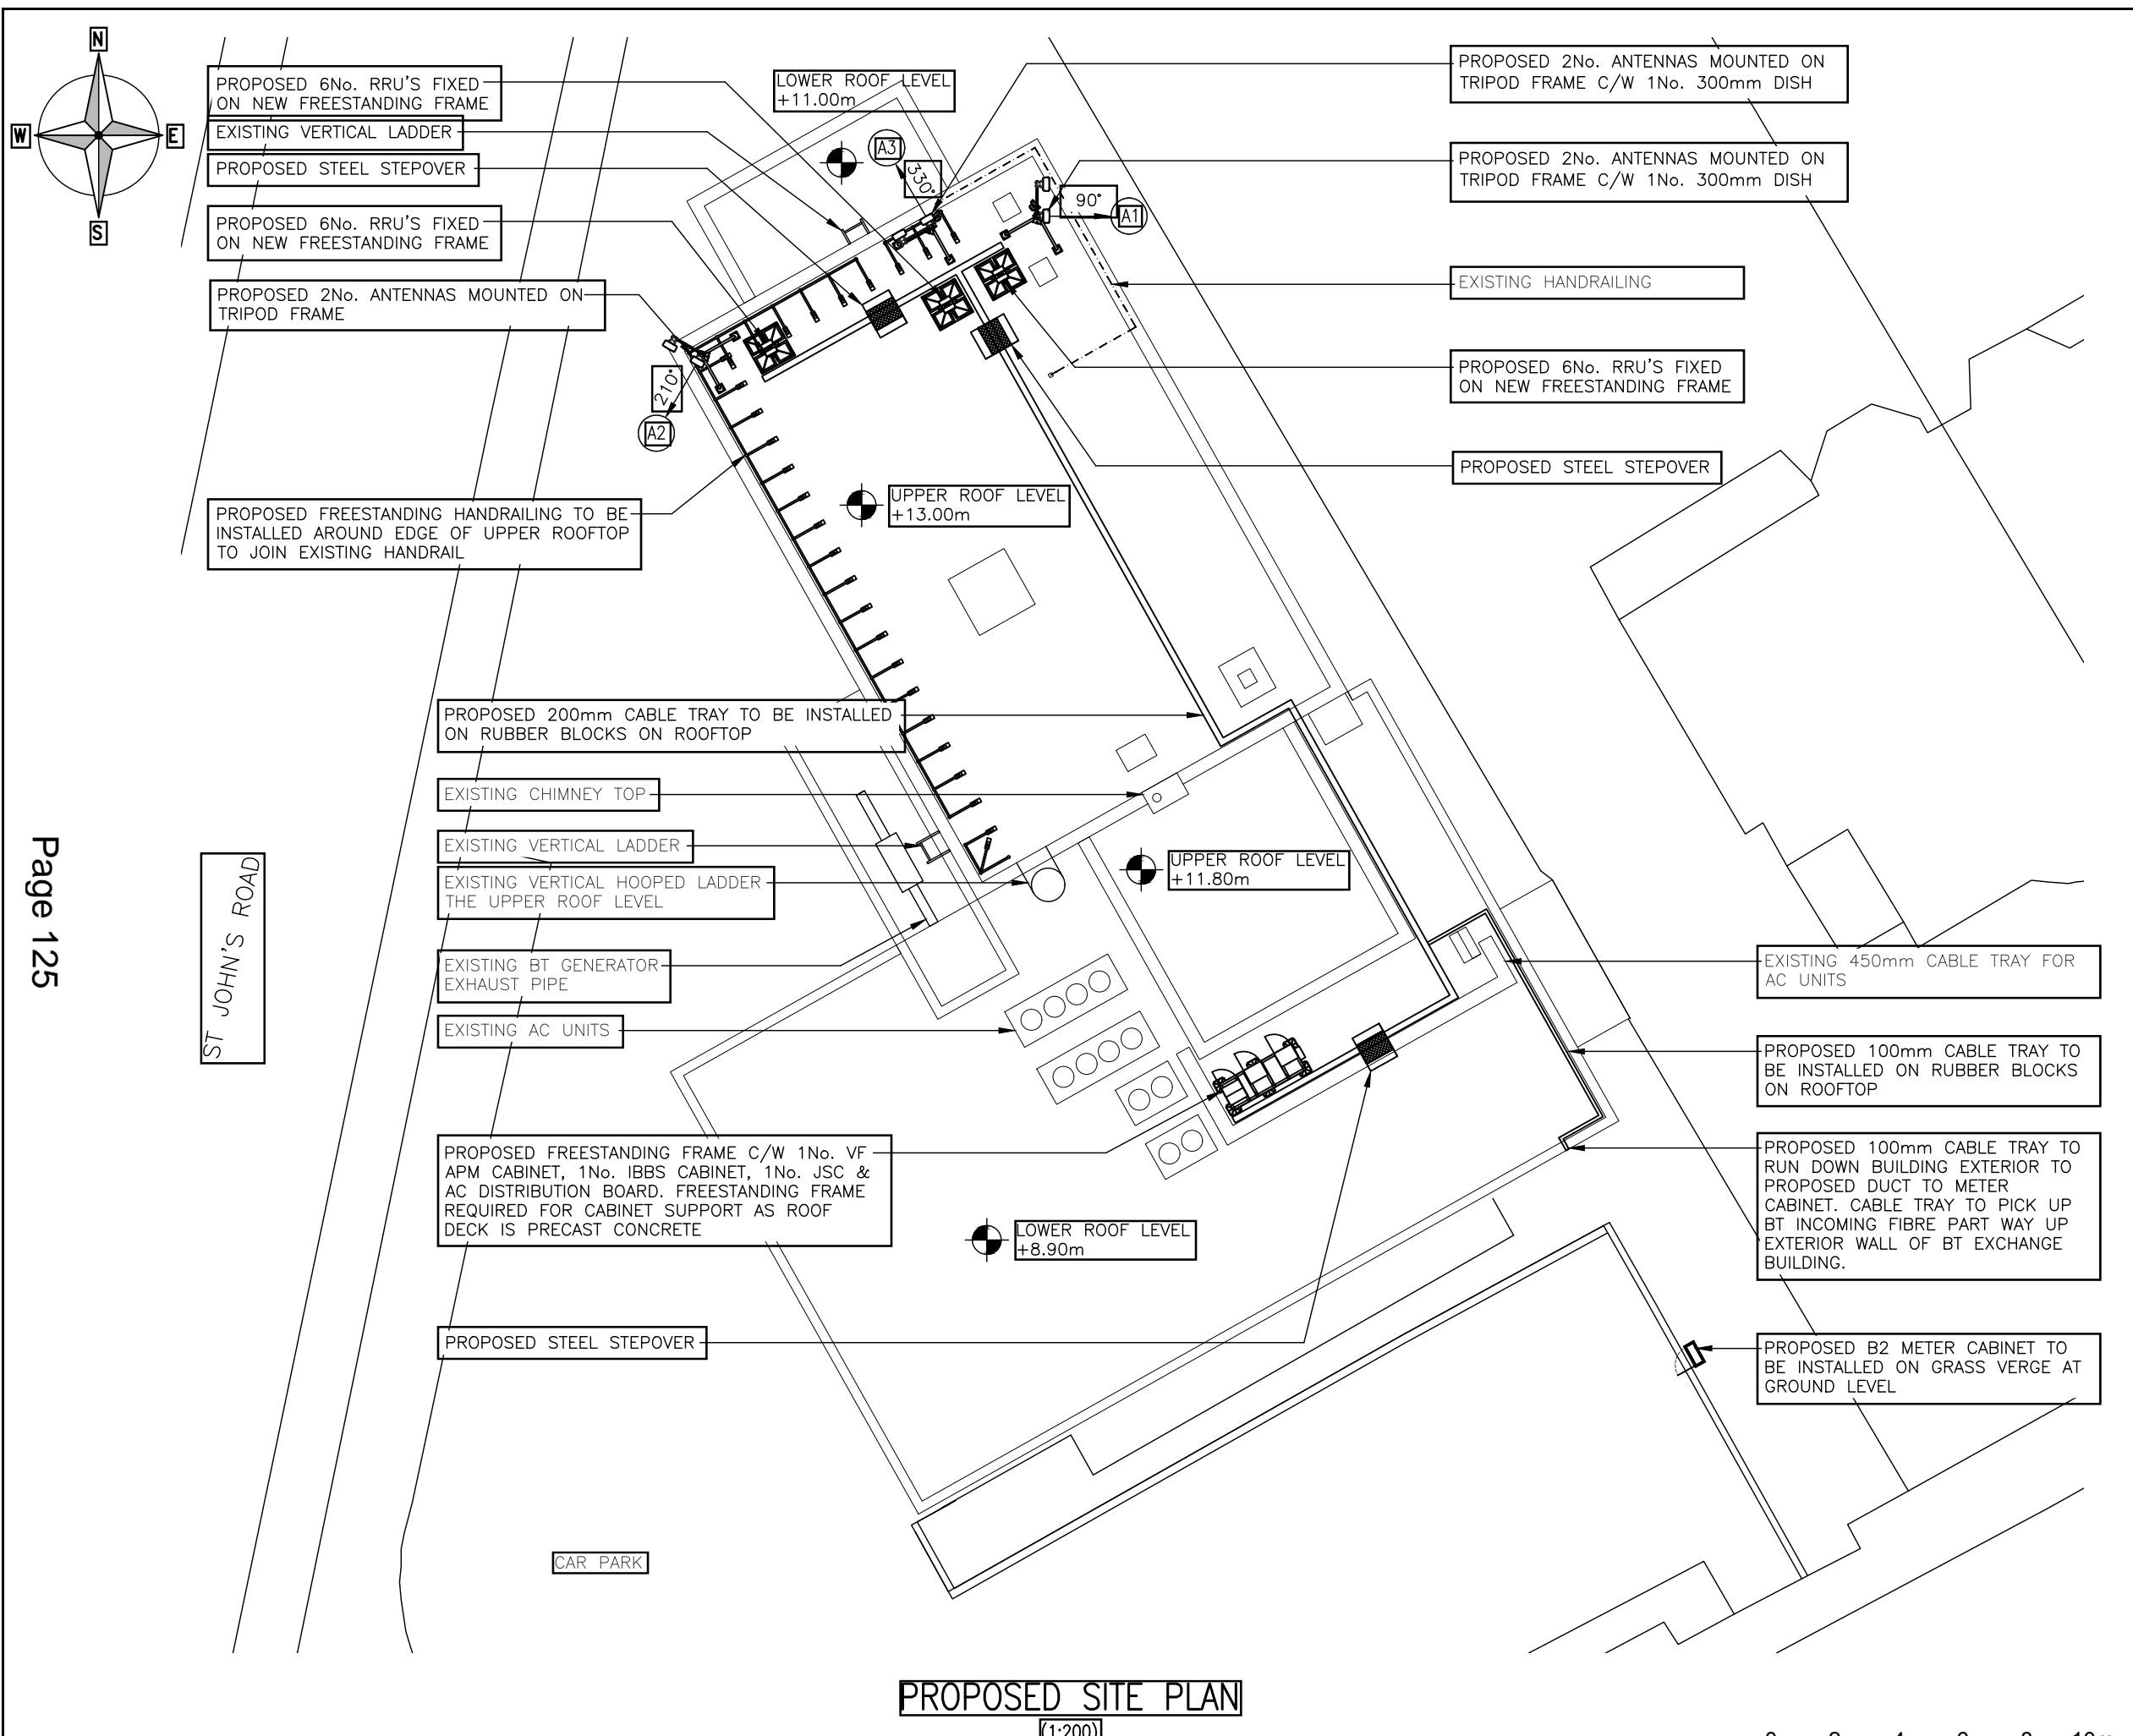 N
W
E
S
PROPOSED 6No. RRU'S FIXED
ON NEW FREESTANDING FRAME
EXISTING VERTICAL LADDER
PROPOSED STEEL STEPOVER
PROPOSED 6No. RRU'S FIXED
ON NEW FREESTANDING FRAME
PROPOSED 2No. ANTENNAS MOUNTED ON
TRIPOD FRAME
PROPOSED FREESTANDING HANDRAILING TO BE
INSTALLED AROUND EDGE OF UPPER ROOFTOP
TO JOIN EXISTING HANDRAIL
LOWER ROOF LEVEL
+11.00m
A3
330°
90°
A1
210°
A2
PROPOSED 2No. ANTENNAS MOUNTED ON
TRIPOD FRAME C/W 1No. 300mm DISH
PROPOSED 2No. ANTENNAS MOUNTED ON
TRIPOD FRAME C/W 1No. 300mm DISH
EXISTING HANDRAILING
PROPOSED 6No. RRU'S FIXED
ON NEW FREESTANDING FRAME
PROPOSED STEEL STEPOVER
UPPER ROOF LEVEL
+13.00m
PROPOSED 200mm CABLE TRAY TO BE INSTALLED
ON RUBBER BLOCKS ON ROOFTOP
EXISTING CHIMNEY TOP
EXISTING VERTICAL LADDER
EXISTING VERTICAL HOOPED LADDER
THE UPPER ROOF LEVEL
EXISTING BT GENERATOR
EXHAUST PIPE
EXISTING AC UNITS
UPPER ROOF LEVEL
+11.80m
PROPOSED FREESTANDING FRAME C/W 1No. VF
APM CABINET, 1No. IBBS CABINET, 1No. JSC &
AC DISTRIBUTION BOARD. FREESTANDING FRAME
REQUIRED FOR CABINET SUPPORT AS ROOF
DECK IS PRECAST CONCRETE
LOWER ROOF LEVEL
+8.90m
PROPOSED STEEL STEPOVER
EXISTING 450mm CABLE TRAY FOR
AC UNITS
PROPOSED 100mm CABLE TRAY TO
BE INSTALLED ON RUBBER BLOCKS
ON ROOFTOP
PROPOSED 100mm CABLE TRAY TO
RUN DOWN BUILDING EXTERIOR TO
PROPOSED DUCT TO METER
CABINET. CABLE TRAY TO PICK UP
BT INCOMING FIBRE PART WAY UP
EXTERIOR WALL OF BT EXCHANGE
BUILDING.
PROPOSED B2 METER CABINET TO
BE INSTALLED ON GRASS VERGE AT
GROUND LEVEL
Page 125
ST JOHN'S ROAD
CAR PARK
PROPOSED SITE PLAN
(1:200)